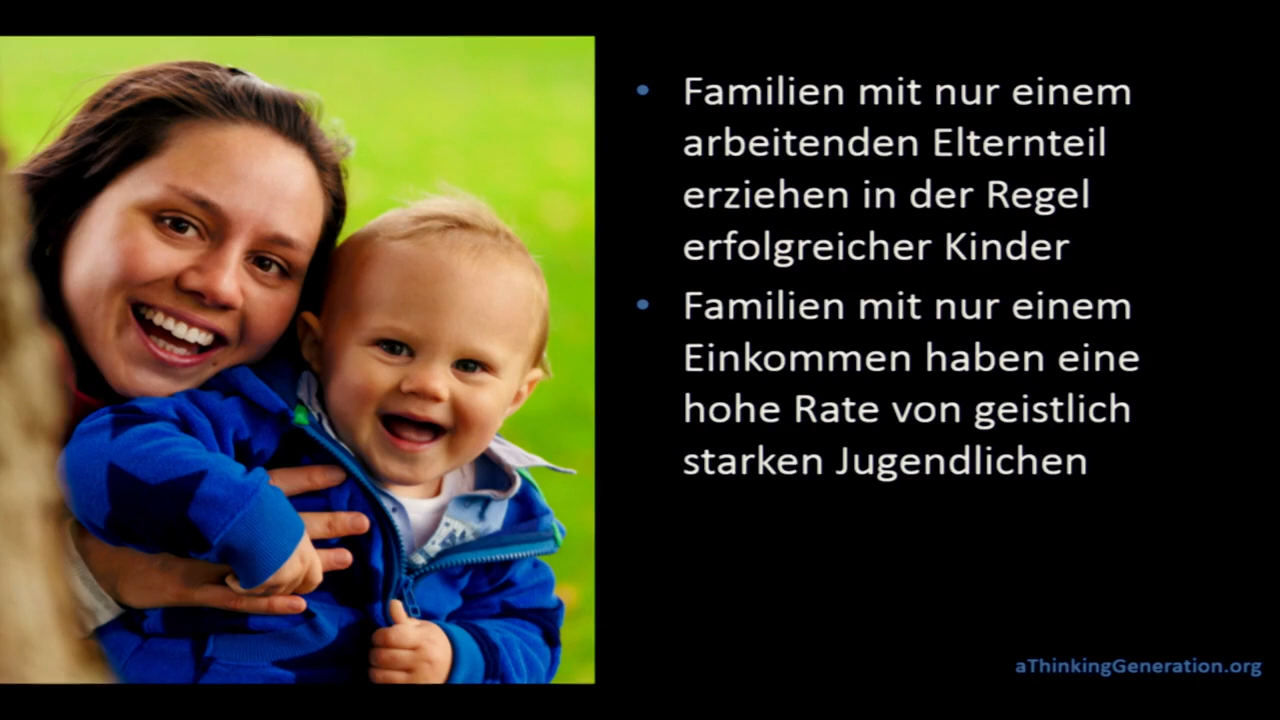 • Familien mit nur einem
arbeitenden Elternteil
erziehen in der Regel
erfolgreicher Kinder
• Familien mit nur einem
Einkommen haben eine
hohe Rate von geistlich
starken Jugendlichen
aThinkingGeneration.org